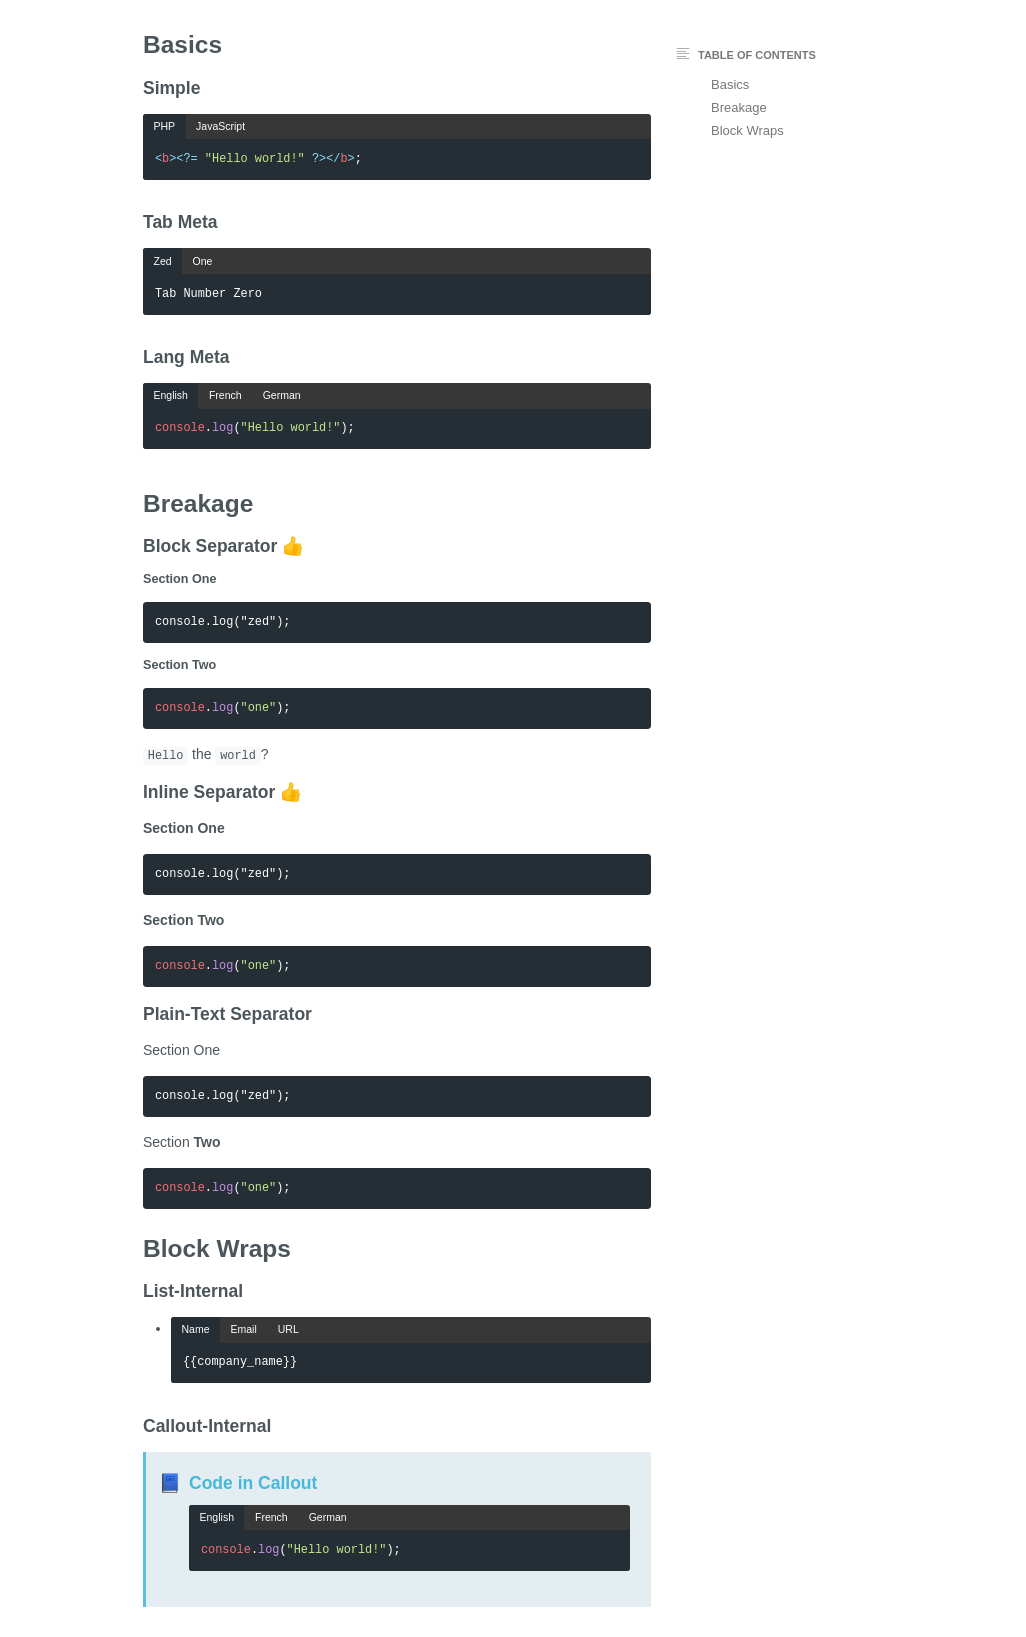 Basics
TABLE OF CONTENTS
Basics
Breakage
Block Wraps
Simple
PHP JavaScript
<b><?= "Hello world!" ?></b>;
Tab Meta
Zed One
Tab Number Zero
Lang Meta
English French German
console.log("Hello world!");
Breakage
Block Separator 👍
Section One
console.log("zed");
Section Two
console.log("one");
Hello the world?
Inline Separator 👍
Section One
console.log("zed");
Section Two
console.log("one");
Plain-Text Separator
Section One
console.log("zed");
Section Two
console.log("one");
Block Wraps
List-Internal
• Name Email URL
{{company_name}}
Callout-Internal
📘 Code in Callout
English French German
console.log("Hello world!");